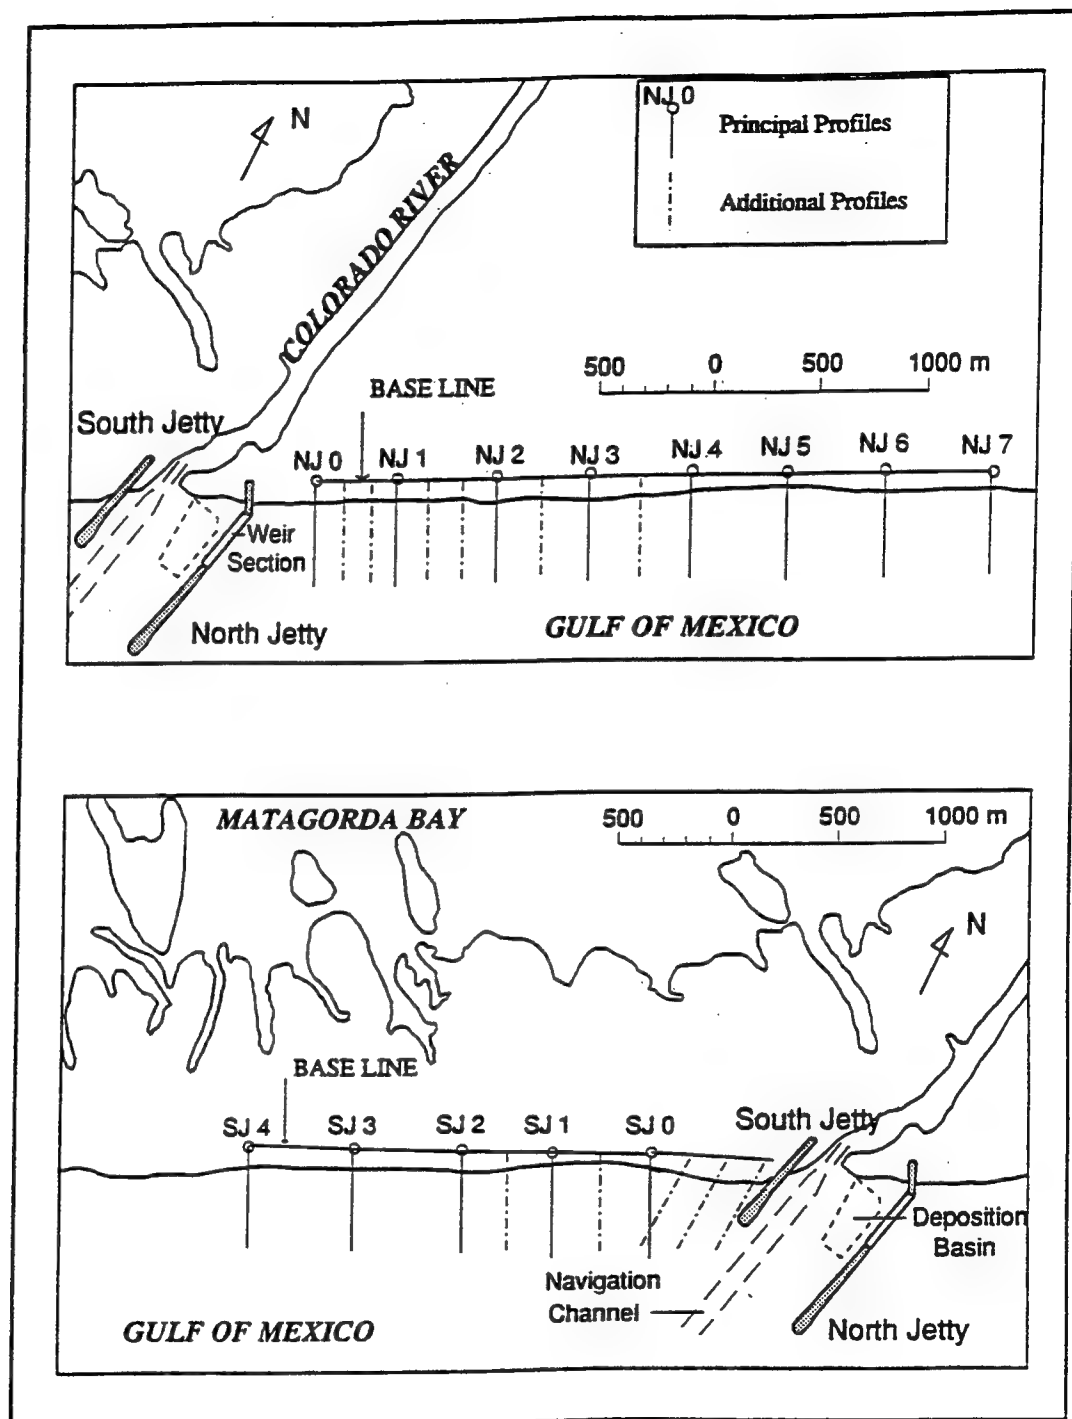 NJ 0
N
Principal Profiles
Additional Profiles
COLORADO RIVER
500 0 500 1000 m
BASE LINE
South Jetty
NJ 0 NJ 1 NJ 2 NJ 3 NJ 4 NJ 5 NJ 6 NJ 7
Weir
Section
North Jetty
GULF OF MEXICO
MATAGORDA BAY
500 0 500 1000 m
N
BASE LINE
SJ 4 SJ 3 SJ 2 SJ 1 SJ 0
South Jetty
Deposition
Basin
Navigation
Channel
GULF OF MEXICO
North Jetty